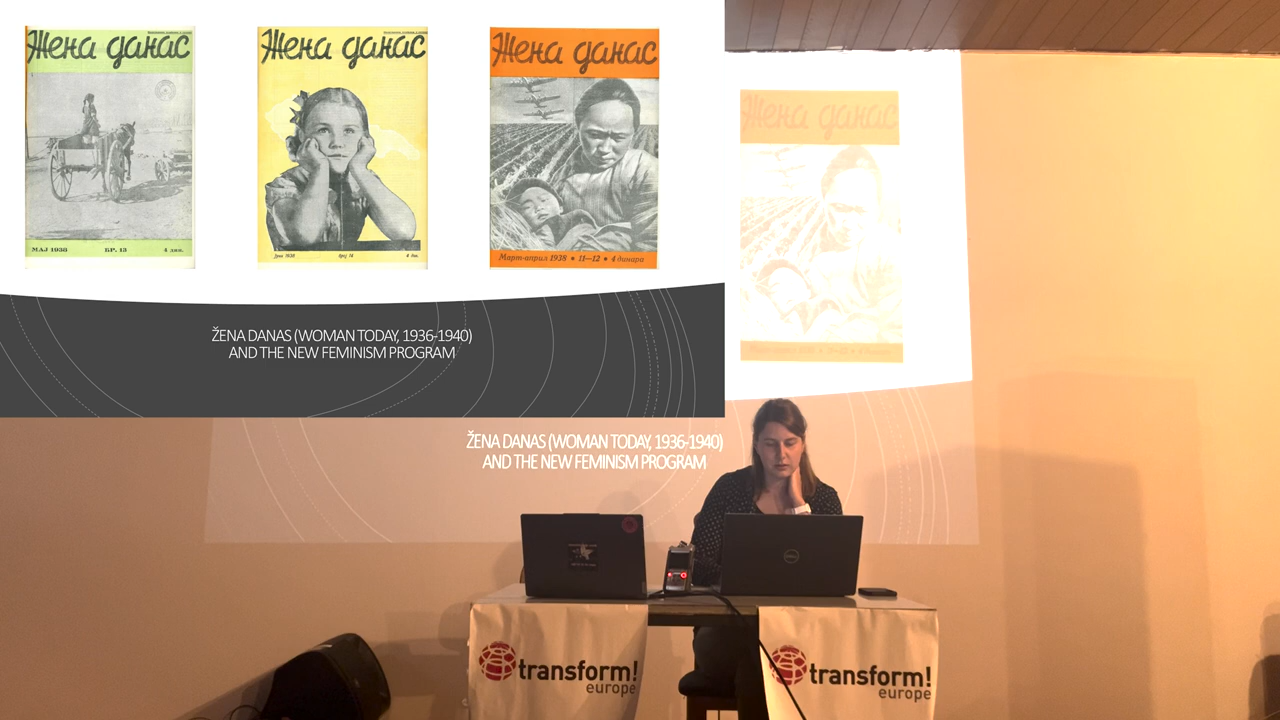 Жена данас
МАЈ 1938 БР. 13 4 дин.
Жена данас
Јуни 1938 Број 14 4 дин.
Жена данас
Март-април 1938 • 11—12 • 4 динара
ŽENA DANAS (WOMAN TODAY, 1936-1940)
AND THE NEW FEMINISM PROGRAM
Жена данас
ŽENA DANAS (WOMAN TODAY, 1936-1940)
AND THE NEW FEMINISM PROGRAM
DELL
transform!
europe
transform!
europe